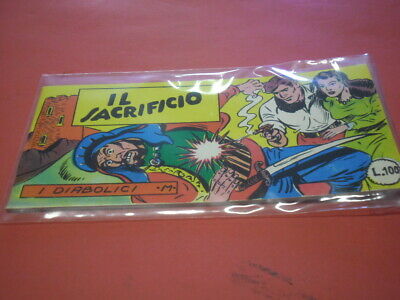 IL
SACRIFICIO
I DIABOLICI •M•
L.100